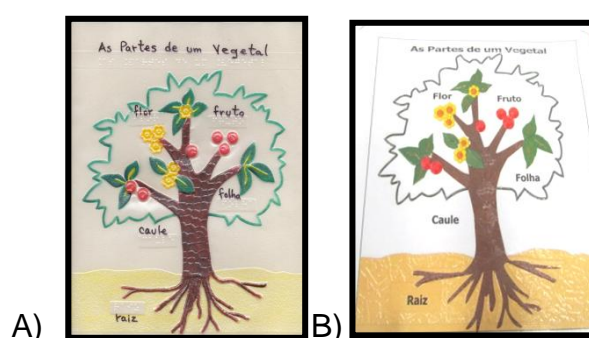 As Partes de um Vegetal
flor
fruto
folha
caule
raiz
A)
As Partes de um Vegetal
Flor
Fruto
Folha
Caule
Raiz
B)